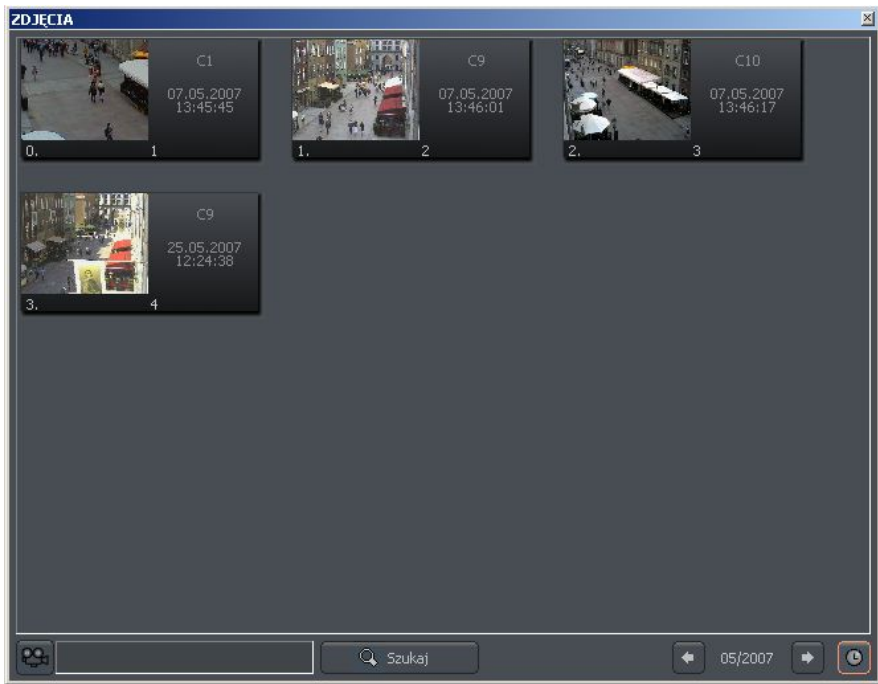 ZDJĘCIA
C1
07.05.2007
13:45:45
0. 1
C9
07.05.2007
13:46:01
1. 2
C10
07.05.2007
13:46:17
2. 3
C9
25.05.2007
12:24:38
3. 4
Szukaj
05/2007